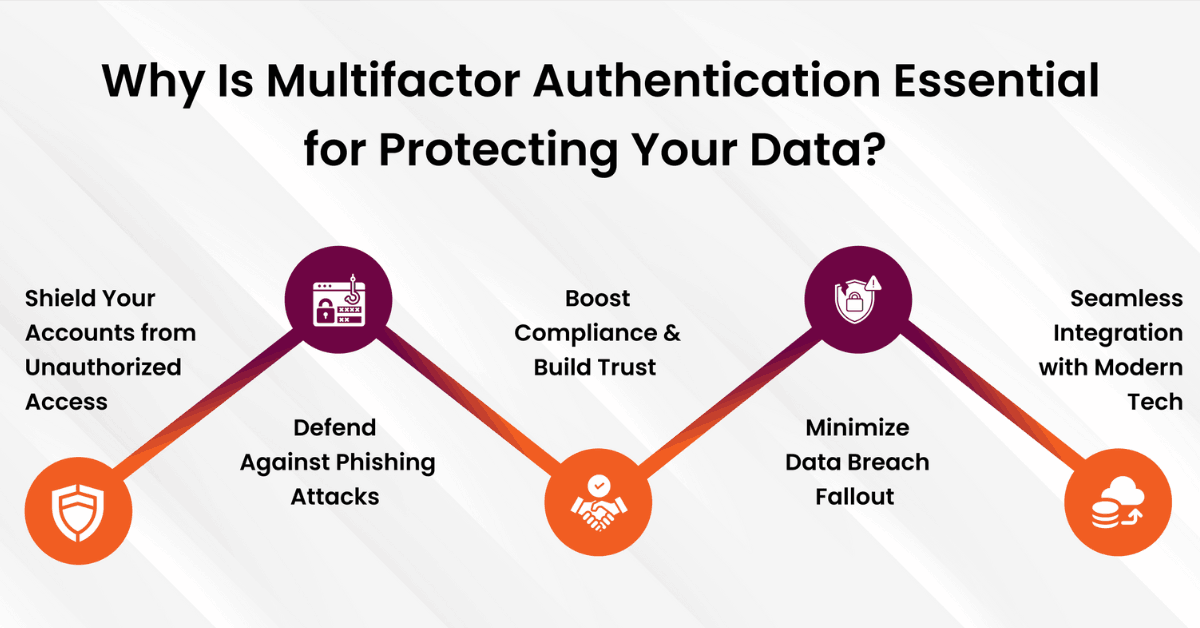 Why Is Multifactor Authentication Essential
for Protecting Your Data?
Shield Your
Accounts from
Unauthorized
Access
Defend
Against Phishing
Attacks
Boost
Compliance &
Build Trust
Minimize
Data Breach
Fallout
Seamless
Integration
with Modern
Tech